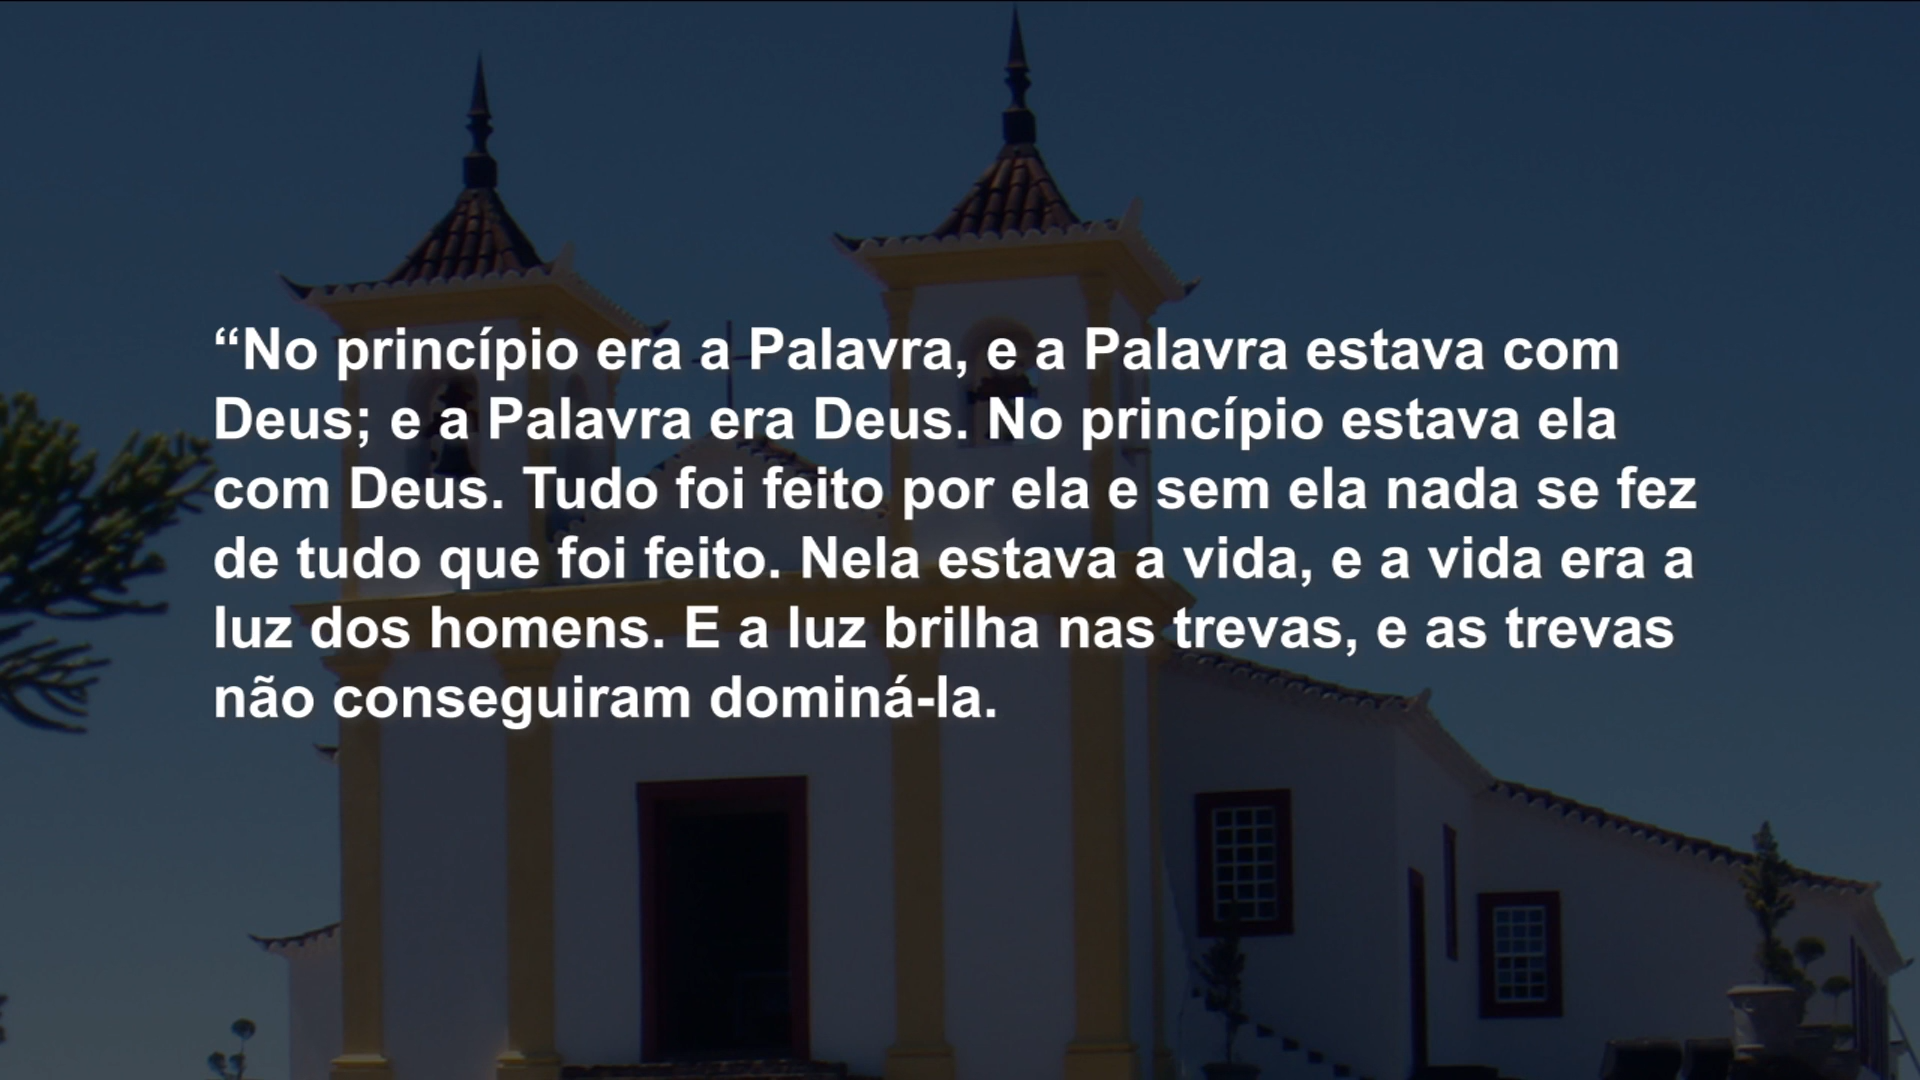 “No princípio era a Palavra, e a Palavra estava com
Deus; e a Palavra era Deus. No princípio estava ela
com Deus. Tudo foi feito por ela e sem ela nada se fez
de tudo que foi feito. Nela estava a vida, e a vida era a
luz dos homens. E a luz brilha nas trevas, e as trevas
não conseguiram dominá-la.